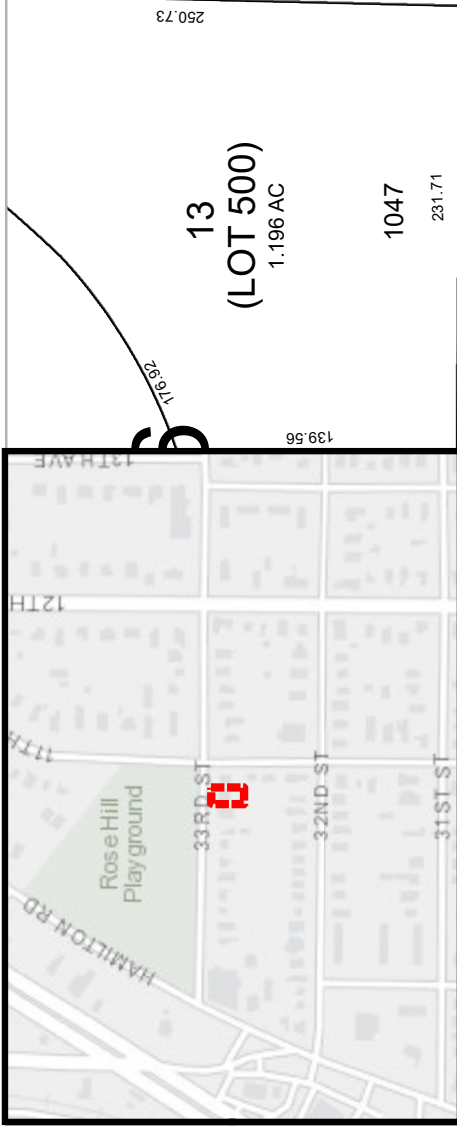 250.73
13
(LOT 500)
1.196 AC
1047
231.71
176.92
139.56
13TH AVE
12TH
11TH
33RD ST
32ND ST
31ST ST
Rose Hill
Playground
HAMILTON RD